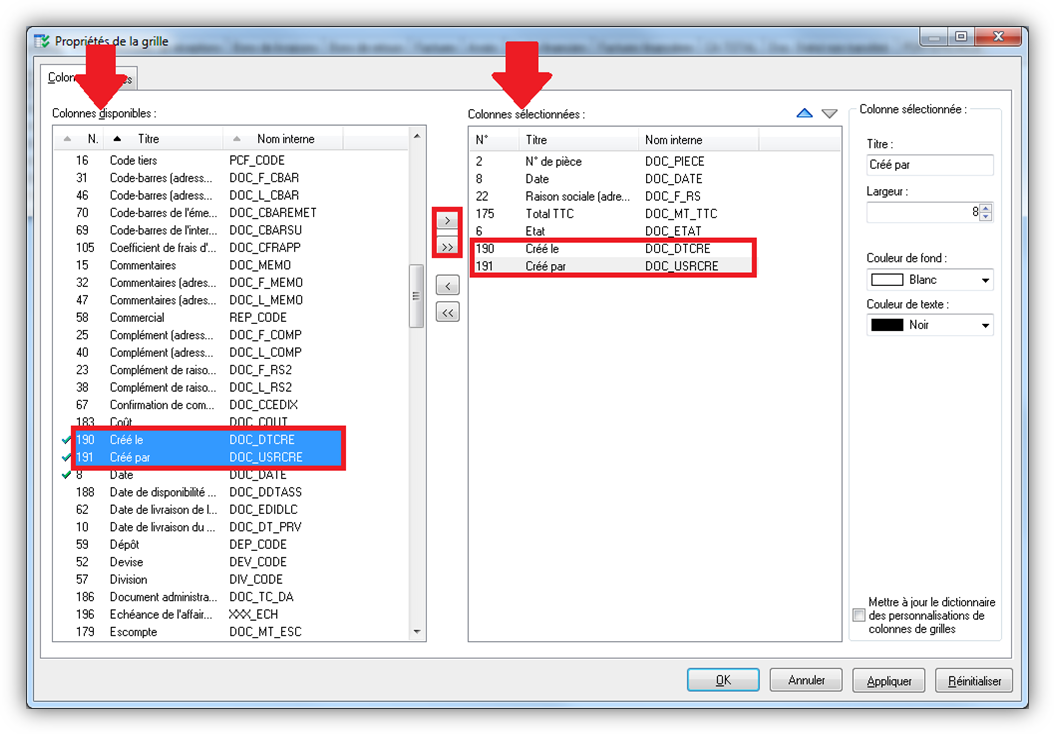 Propriétés de la grille
Colonnes disponibles :
N. Titre Nom interne
16 Code tiers PCF_CODE
31 Code-barres (adress... DOC_F_CBAR
46 Code-barres (adress... DOC_L_CBAR
70 Code-barres de l'éme... DOC_CBAREMET
69 Code-barres de l'inter... DOC_CBARSU
105 Coefficient de frais d'... DOC_CFRAPP
15 Commentaires DOC_MEMO
32 Commentaires (adres... DOC_F_MEMO
47 Commentaires (adres... DOC_L_MEMO
58 Commercial REP_CODE
25 Complément (adress... DOC_F_COMP
40 Complément (adress... DOC_L_COMP
23 Complément de raiso... DOC_F_RS2
38 Complément de raiso... DOC_L_RS2
67 Confirmation de com... DOC_CCEDIX
183 Coût DOC_COUT
190 Créé le DOC_DTCRE
191 Créé par DOC_USRCRE
8 Date DOC_DATE
188 Date de disponibilité ... DOC_DDTASS
62 Date de livraison de l... DOC_EDIDLC
10 Date de livraison du ... DOC_DT_PRV
59 Dépôt DEP_CODE
52 Devise DEV_CODE
57 Division DIV_CODE
186 Document administra... DOC_TC_DA
196 Echéance de l'affair... XXX_ECH
179 Escompte DOC_MT_ESC
>
>>
<
<<
Colonnes sélectionnées :
N° Titre Nom interne
2 N° de pièce DOC_PIECE
8 Date DOC_DATE
22 Raison sociale (adre... DOC_F_RS
175 Total TTC DOC_MT_TTC
6 Etat DOC_ETAT
190 Créé le DOC_DTCRE
191 Créé par DOC_USRCRE
Colonne sélectionnée :
Titre :
Créé par
Largeur :
8
Couleur de fond :
Blanc
Couleur de texte :
Noir
Mettre à jour le dictionnaire
des personnalisations de
colonnes de grilles
OK Annuler Appliquer Réinitialiser